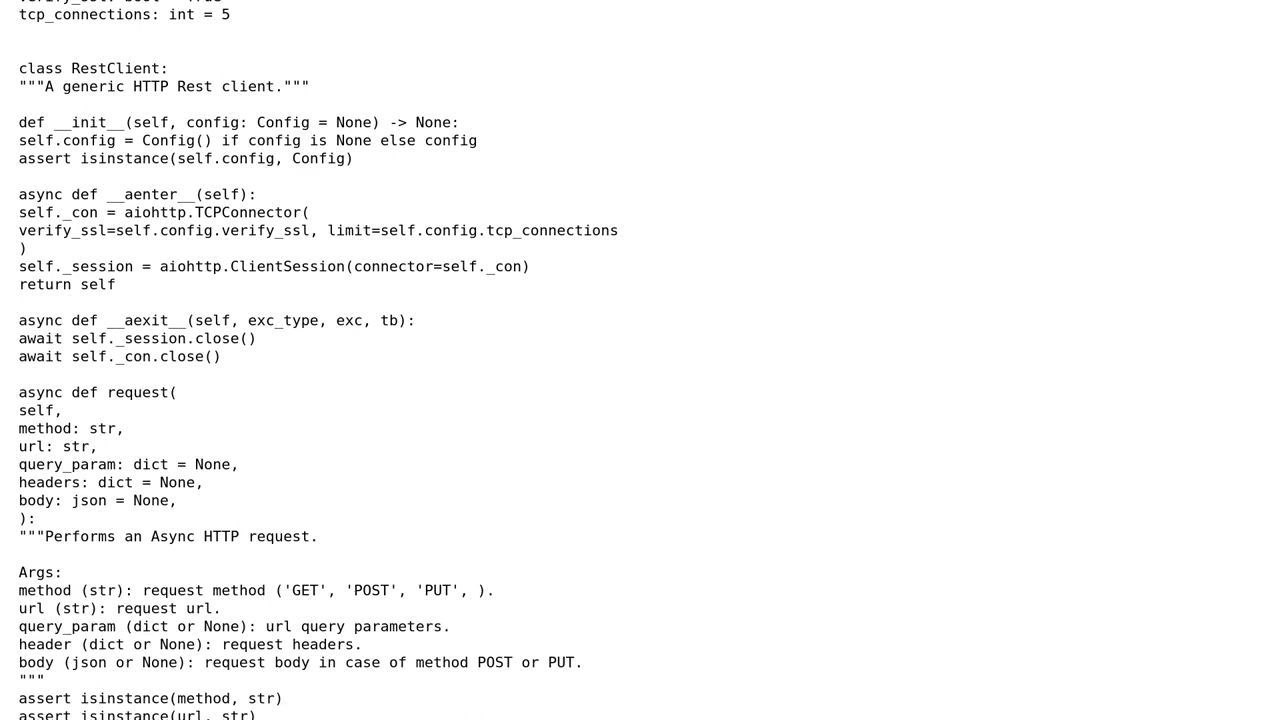 tcp_connections: int = 5
class RestClient:
"""A generic HTTP Rest client."""
def __init__(self, config: Config = None) -> None:
self.config = Config() if config is None else config
assert isinstance(self.config, Config)
async def __aenter__(self):
self._con = aiohttp.TCPConnector(
verify_ssl=self.config.verify_ssl, limit=self.config.tcp_connections
)
self._session = aiohttp.ClientSession(connector=self._con)
return self
async def __aexit__(self, exc_type, exc, tb):
await self._session.close()
await self._con.close()
async def request(
self,
method: str,
url: str,
query_param: dict = None,
headers: dict = None,
body: json = None,
):
"""Performs an Async HTTP request.
Args:
method (str): request method ('GET', 'POST', 'PUT', ).
url (str): request url.
query_param (dict or None): url query parameters.
header (dict or None): request headers.
body (json or None): request body in case of method POST or PUT.
"""
assert isinstance(method, str)
assert isinstance(url, str)